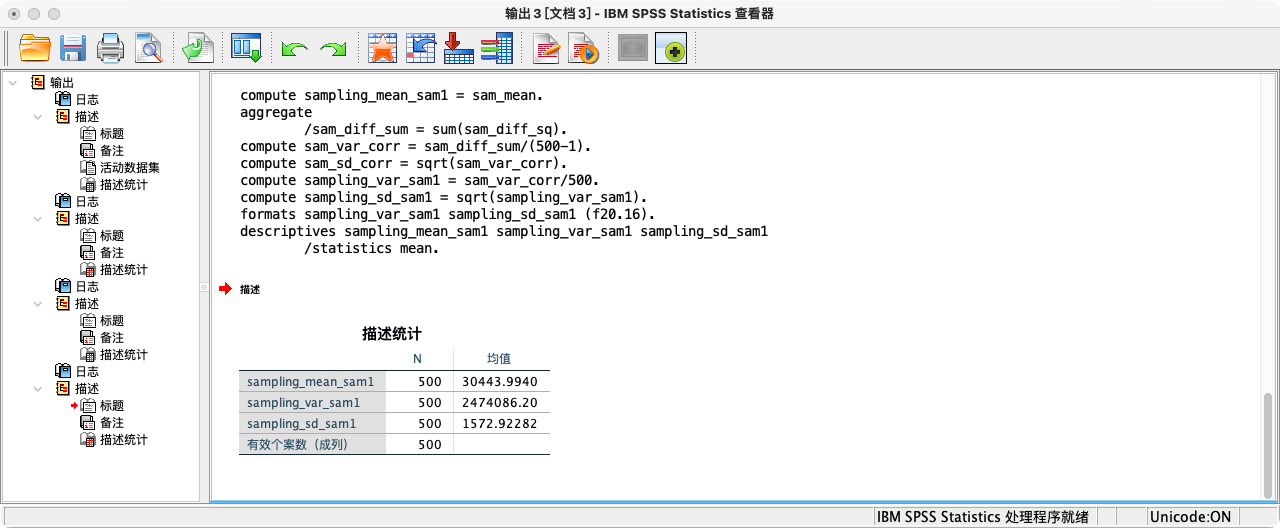 输出3 [文档3] - IBM SPSS Statistics 查看器
输出
日志
描述
标题
备注
活动数据集
描述统计
日志
描述
标题
备注
描述统计
日志
描述
标题
备注
描述统计
日志
描述
标题
备注
描述统计
compute sampling_mean_sam1 = sam_mean.
aggregate
/sam_diff_sum = sum(sam_diff_sq).
compute sam_var_corr = sam_diff_sum/(500-1).
compute sam_sd_corr = sqrt(sam_var_corr).
compute sampling_var_sam1 = sam_var_corr/500.
compute sampling_sd_sam1 = sqrt(sampling_var_sam1).
formats sampling_var_sam1 sampling_sd_sam1 (f20.16).
descriptives sampling_mean_sam1 sampling_var_sam1 sampling_sd_sam1
/statistics mean.
描述
描述统计
N 均值
sampling_mean_sam1 500 30443.9940
sampling_var_sam1 500 2474086.20
sampling_sd_sam1 500 1572.92282
有效个案数（成列） 500
IBM SPSS Statistics 处理程序就绪 Unicode:ON